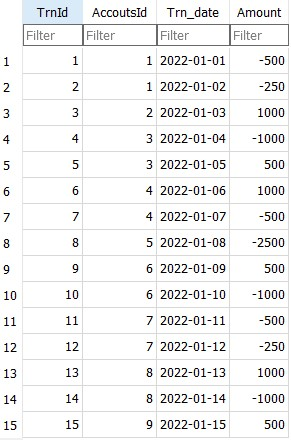 TrnId AccoutsId Trn_date Amount
Filter Filter Filter Filter
1 1 1 2022-01-01 -500
2 2 1 2022-01-02 -250
3 3 2 2022-01-03 1000
4 4 3 2022-01-04 -1000
5 5 3 2022-01-05 500
6 6 4 2022-01-06 1000
7 7 4 2022-01-07 -500
8 8 5 2022-01-08 -2500
9 9 6 2022-01-09 500
10 10 6 2022-01-10 -1000
11 11 7 2022-01-11 -500
12 12 7 2022-01-12 -250
13 13 8 2022-01-13 1000
14 14 8 2022-01-14 -1000
15 15 9 2022-01-15 500